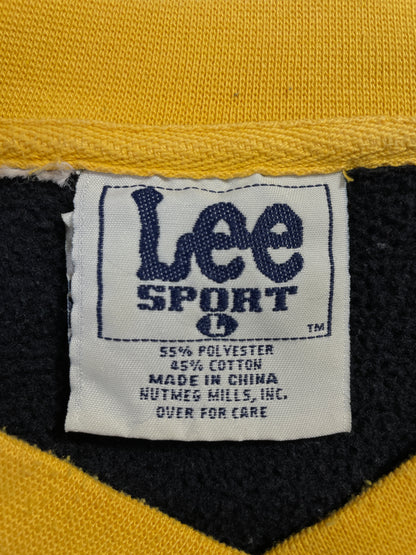 Lee
SPORT
L
TM
55% POLYESTER
45% COTTON
MADE IN CHINA
NUTMEG MILLS, INC.
OVER FOR CARE